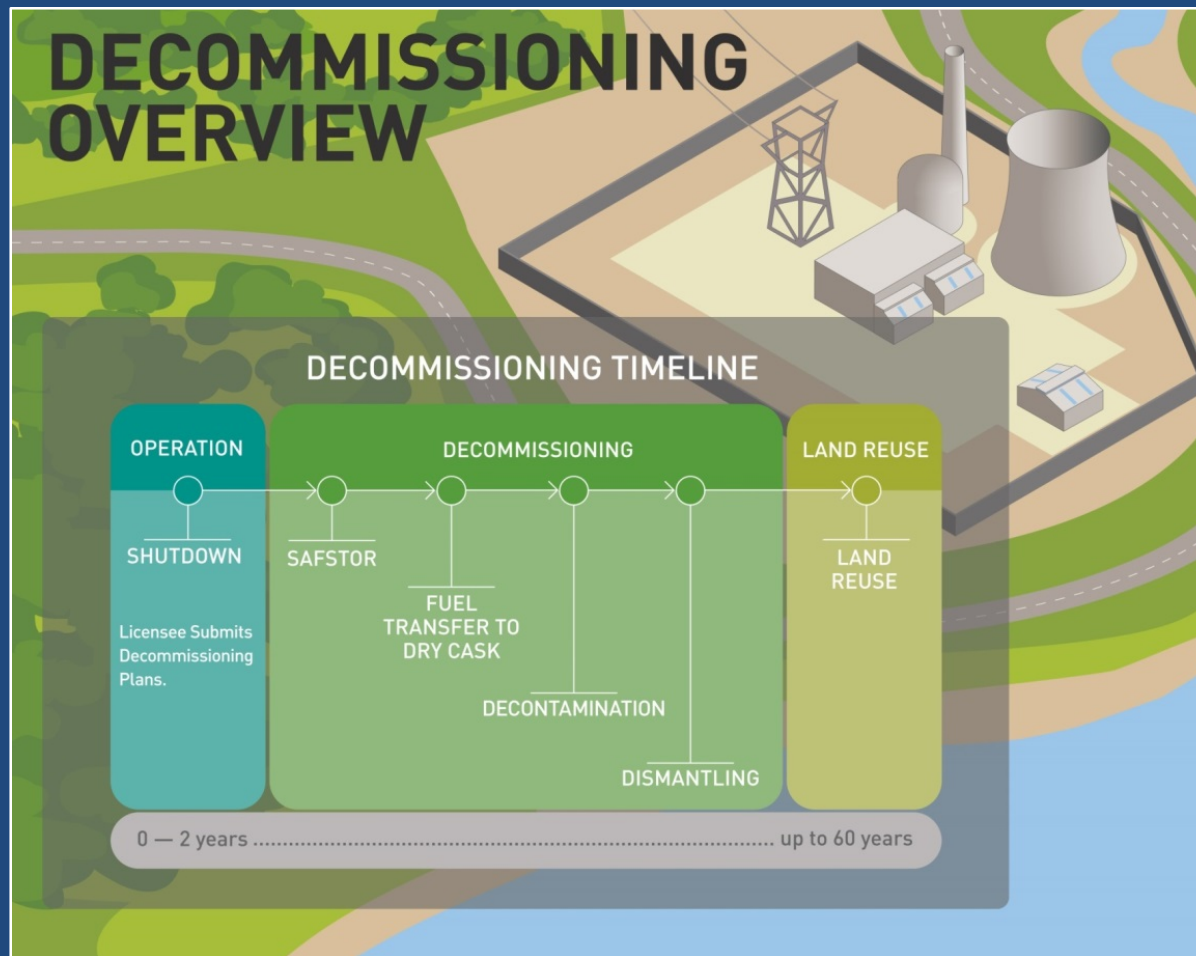 DECOMMISSIONING
OVERVIEW
DECOMMISSIONING TIMELINE
OPERATION
DECOMMISSIONING
LAND REUSE
SHUTDOWN
Licensee Submits
Decommissioning
Plans.
SAFSTOR
FUEL
TRANSFER TO
DRY CASK
DECONTAMINATION
DISMANTLING
LAND
REUSE
0 — 2 years ................................................................................ up to 60 years